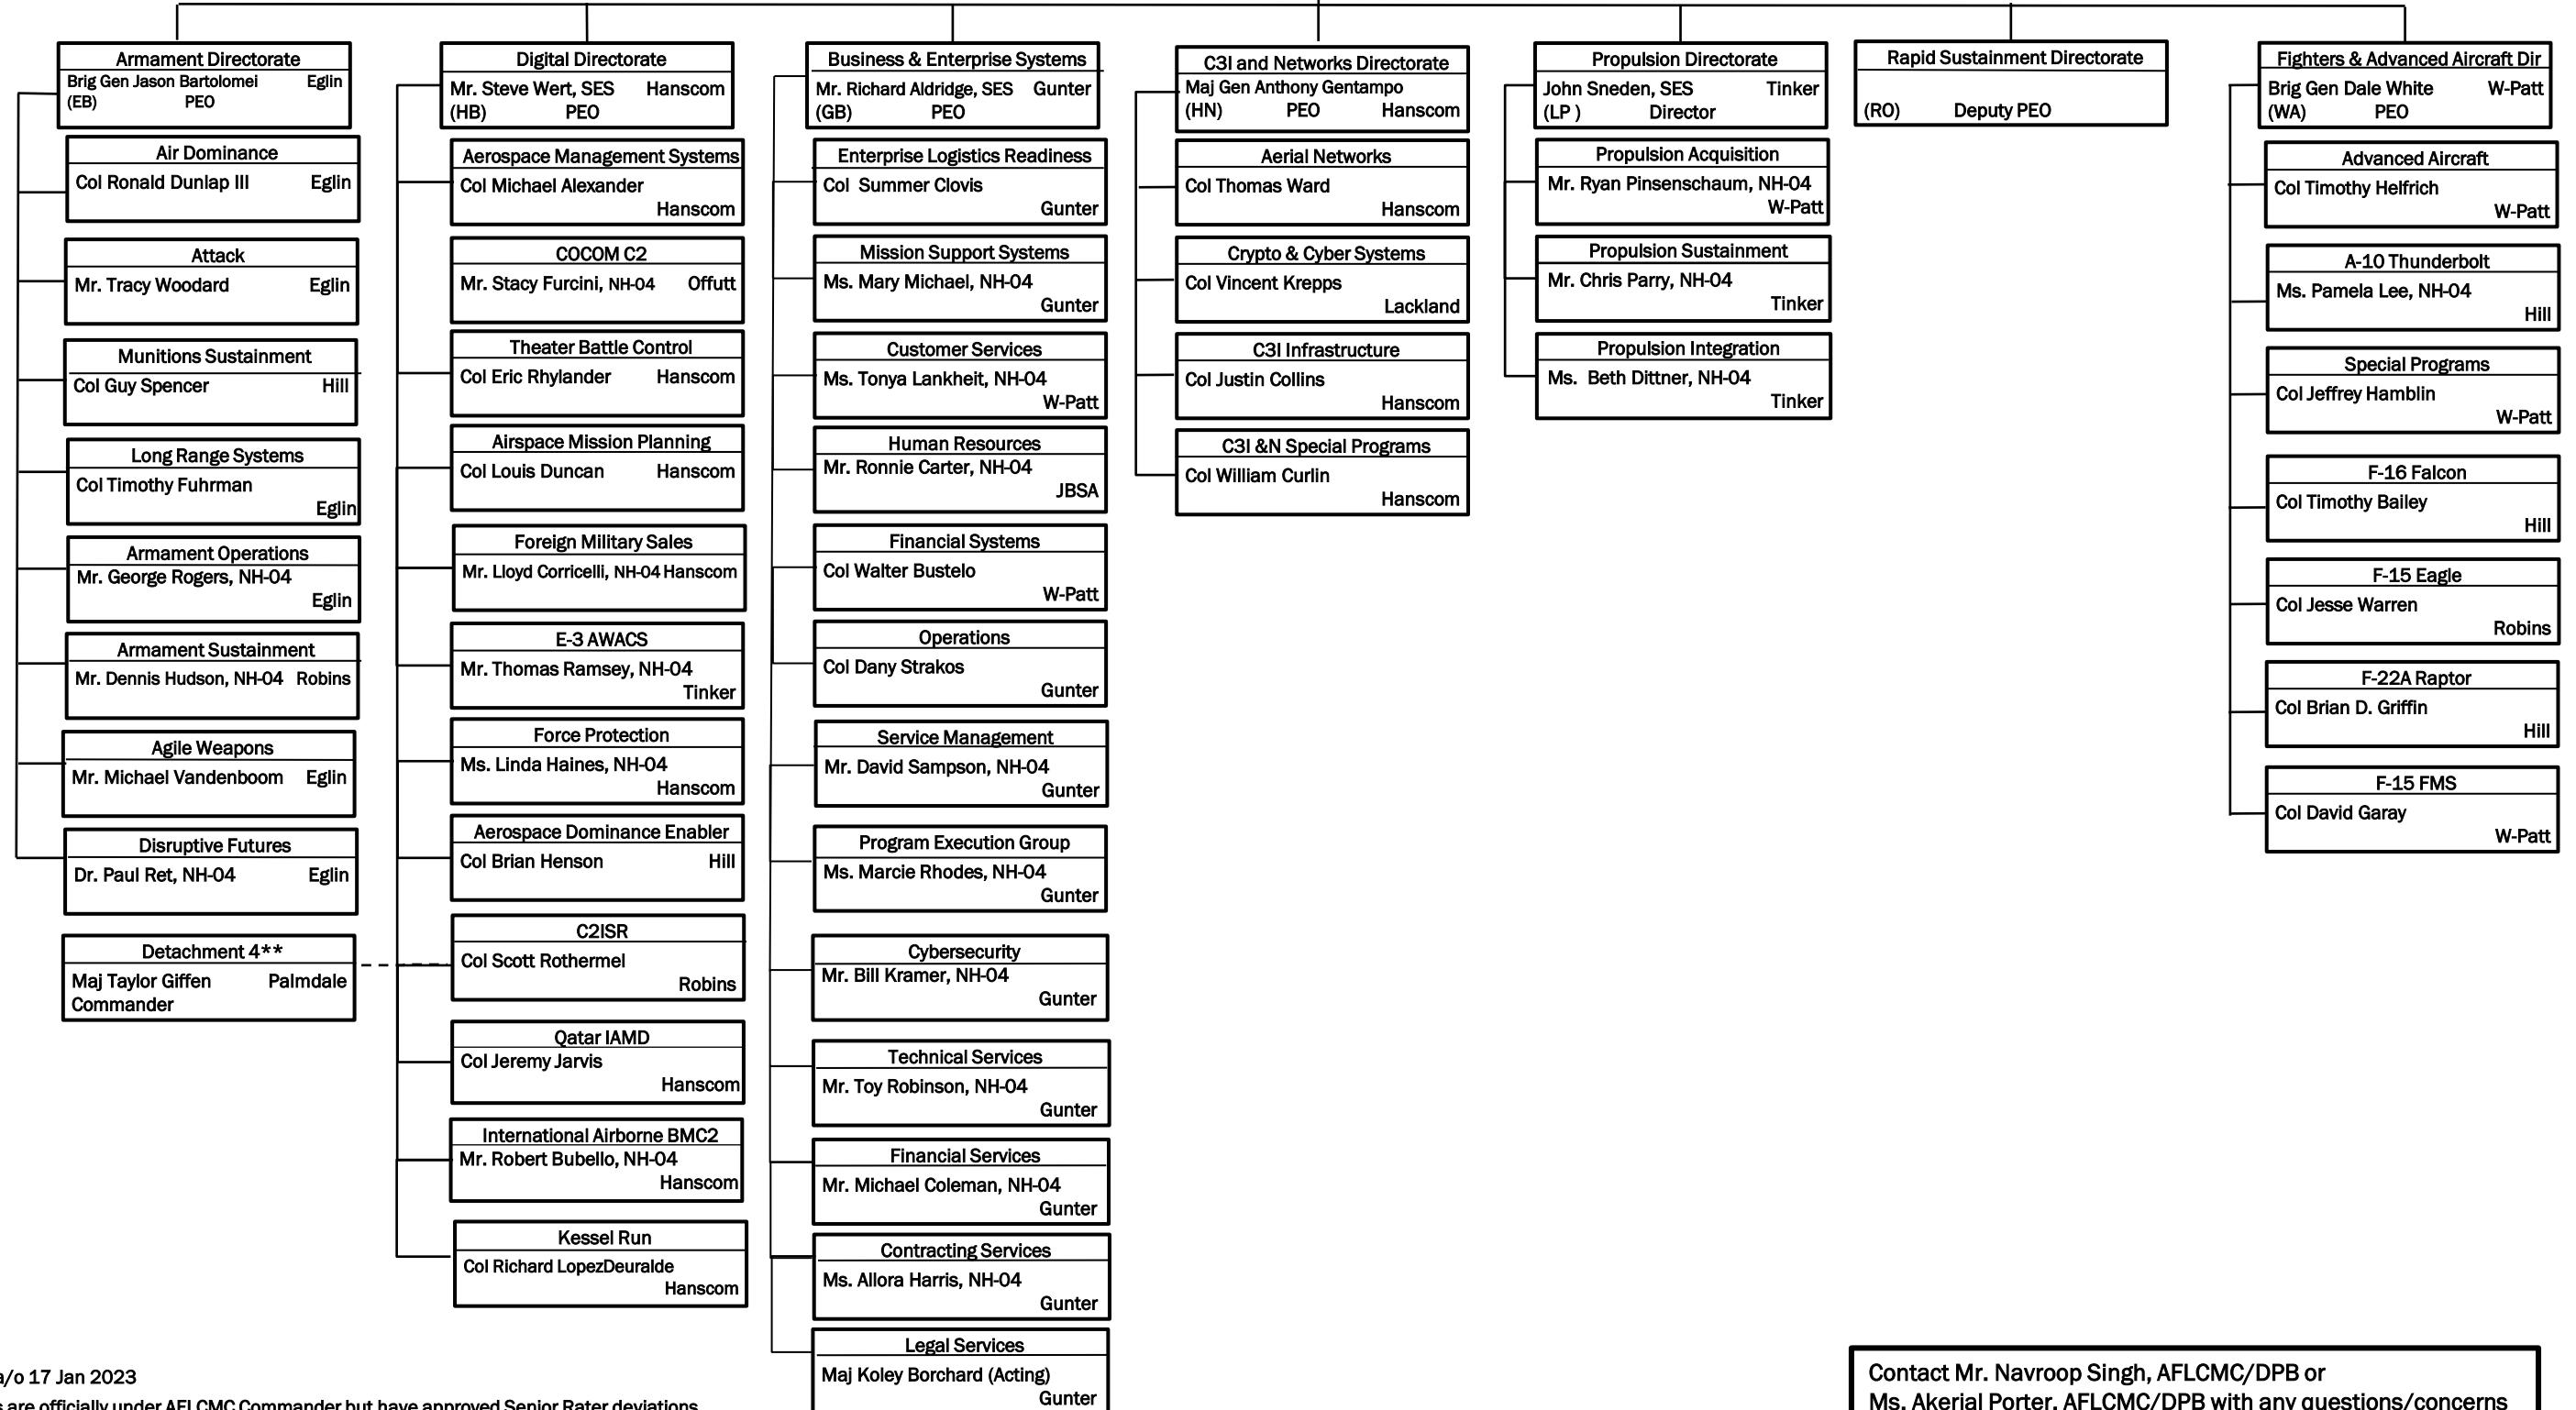 Armament Directorate
Brig Gen Jason Bartolomei Eglin
(EB) PEO
Air Dominance
Col Ronald Dunlap III Eglin
Attack
Mr. Tracy Woodard Eglin
Munitions Sustainment
Col Guy Spencer Hill
Long Range Systems
Col Timothy Fuhrman
Eglin
Armament Operations
Mr. George Rogers, NH-04
Eglin
Armament Sustainment
Mr. Dennis Hudson, NH-04 Robins
Agile Weapons
Mr. Michael Vandenboom Eglin
Disruptive Futures
Dr. Paul Ret, NH-04 Eglin
Detachment 4**
Maj Taylor Giffen Palmdale
Commander
Digital Directorate
Mr. Steve Wert, SES Hanscom
(HB) PEO
Aerospace Management Systems
Col Michael Alexander
Hanscom
COCOM C2
Mr. Stacy Furcini, NH-04 Offutt
Theater Battle Control
Col Eric Rhylander Hanscom
Airspace Mission Planning
Col Louis Duncan Hanscom
Foreign Military Sales
Mr. Lloyd Corricelli, NH-04 Hanscom
E-3 AWACS
Mr. Thomas Ramsey, NH-04
Tinker
Force Protection
Ms. Linda Haines, NH-04
Hanscom
Aerospace Dominance Enabler
Col Brian Henson Hill
C2ISR
Col Scott Rothermel
Robins
Qatar IAMD
Col Jeremy Jarvis
Hanscom
International Airborne BMC2
Mr. Robert Bubello, NH-04
Hanscom
Kessel Run
Col Richard LopezDeuralde
Hanscom
Business & Enterprise Systems
Mr. Richard Aldridge, SES Gunter
(GB) PEO
Enterprise Logistics Readiness
Col Summer Clovis
Gunter
Mission Support Systems
Ms. Mary Michael, NH-04
Gunter
Customer Services
Ms. Tonya Lankheit, NH-04
W-Patt
Human Resources
Mr. Ronnie Carter, NH-04
JBSA
Financial Systems
Col Walter Bustelo
W-Patt
Operations
Col Dany Strakos
Gunter
Service Management
Mr. David Sampson, NH-04
Gunter
Program Execution Group
Ms. Marcie Rhodes, NH-04
Gunter
Cybersecurity
Mr. Bill Kramer, NH-04
Gunter
Technical Services
Mr. Toy Robinson, NH-04
Gunter
Financial Services
Mr. Michael Coleman, NH-04
Gunter
Contracting Services
Ms. Allora Harris, NH-04
Gunter
Legal Services
Maj Koley Borchard (Acting)
Gunter
C3I and Networks Directorate
Maj Gen Anthony Gentampo
(HN) PEO Hanscom
Aerial Networks
Col Thomas Ward
Hanscom
Crypto & Cyber Systems
Col Vincent Krepps
Lackland
C3I Infrastructure
Col Justin Collins
Hanscom
C3I &N Special Programs
Col William Curlin
Hanscom
Propulsion Directorate
John Sneden, SES Tinker
(LP ) Director
Propulsion Acquisition
Mr. Ryan Pinsenschaum, NH-04
W-Patt
Propulsion Sustainment
Mr. Chris Parry, NH-04
Tinker
Propulsion Integration
Ms. Beth Dittner, NH-04
Tinker
Rapid Sustainment Directorate
(RO) Deputy PEO
Fighters & Advanced Aircraft Dir
Brig Gen Dale White W-Patt
(WA) PEO
Advanced Aircraft
Col Timothy Helfrich
W-Patt
A-10 Thunderbolt
Ms. Pamela Lee, NH-04
Hill
Special Programs
Col Jeffrey Hamblin
W-Patt
F-16 Falcon
Col Timothy Bailey
Hill
F-15 Eagle
Col Jesse Warren
Robins
F-22A Raptor
Col Brian D. Griffin
Hill
F-15 FMS
Col David Garay
W-Patt
a/o 17 Jan 2023
s are officially under AFLCMC Commander but have approved Senior Rater deviations
Contact Mr. Navroop Singh, AFLCMC/DPB or
Ms. Akerial Porter, AFLCMC/DPB with any questions/concerns